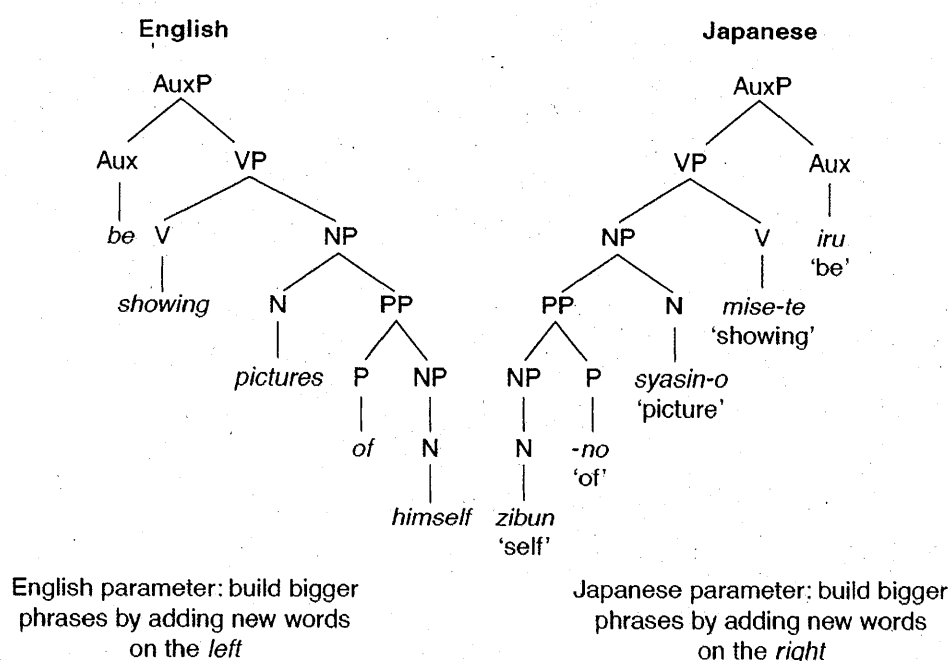 English
Japanese
AuxP
AuxP
Aux
VP
VP
Aux
be
V
NP
NP
V
iru
'be'
showing
N
PP
PP
N
mise-te
'showing'
pictures
P
NP
NP
P
syasin-o
'picture'
of
N
N
-no
'of'
himself
zibun
'self'
English parameter: build bigger
phrases by adding new words
on the left
Japanese parameter: build bigger
phrases by adding new words
on the right